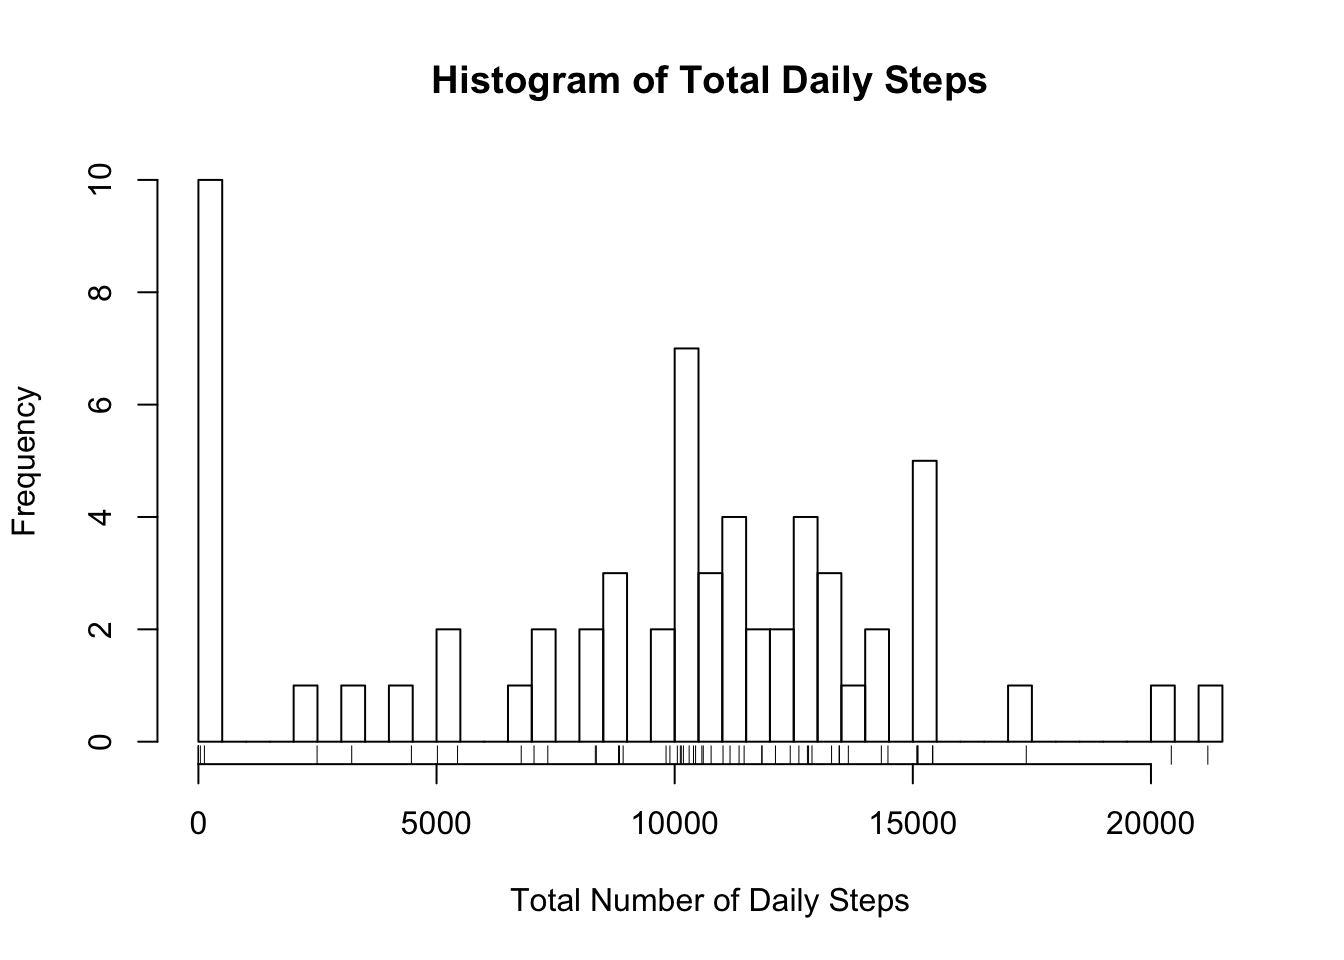 Histogram of Total Daily Steps
10
8
6
4
2
0
Frequency
0 5000 10000 15000 20000
Total Number of Daily Steps